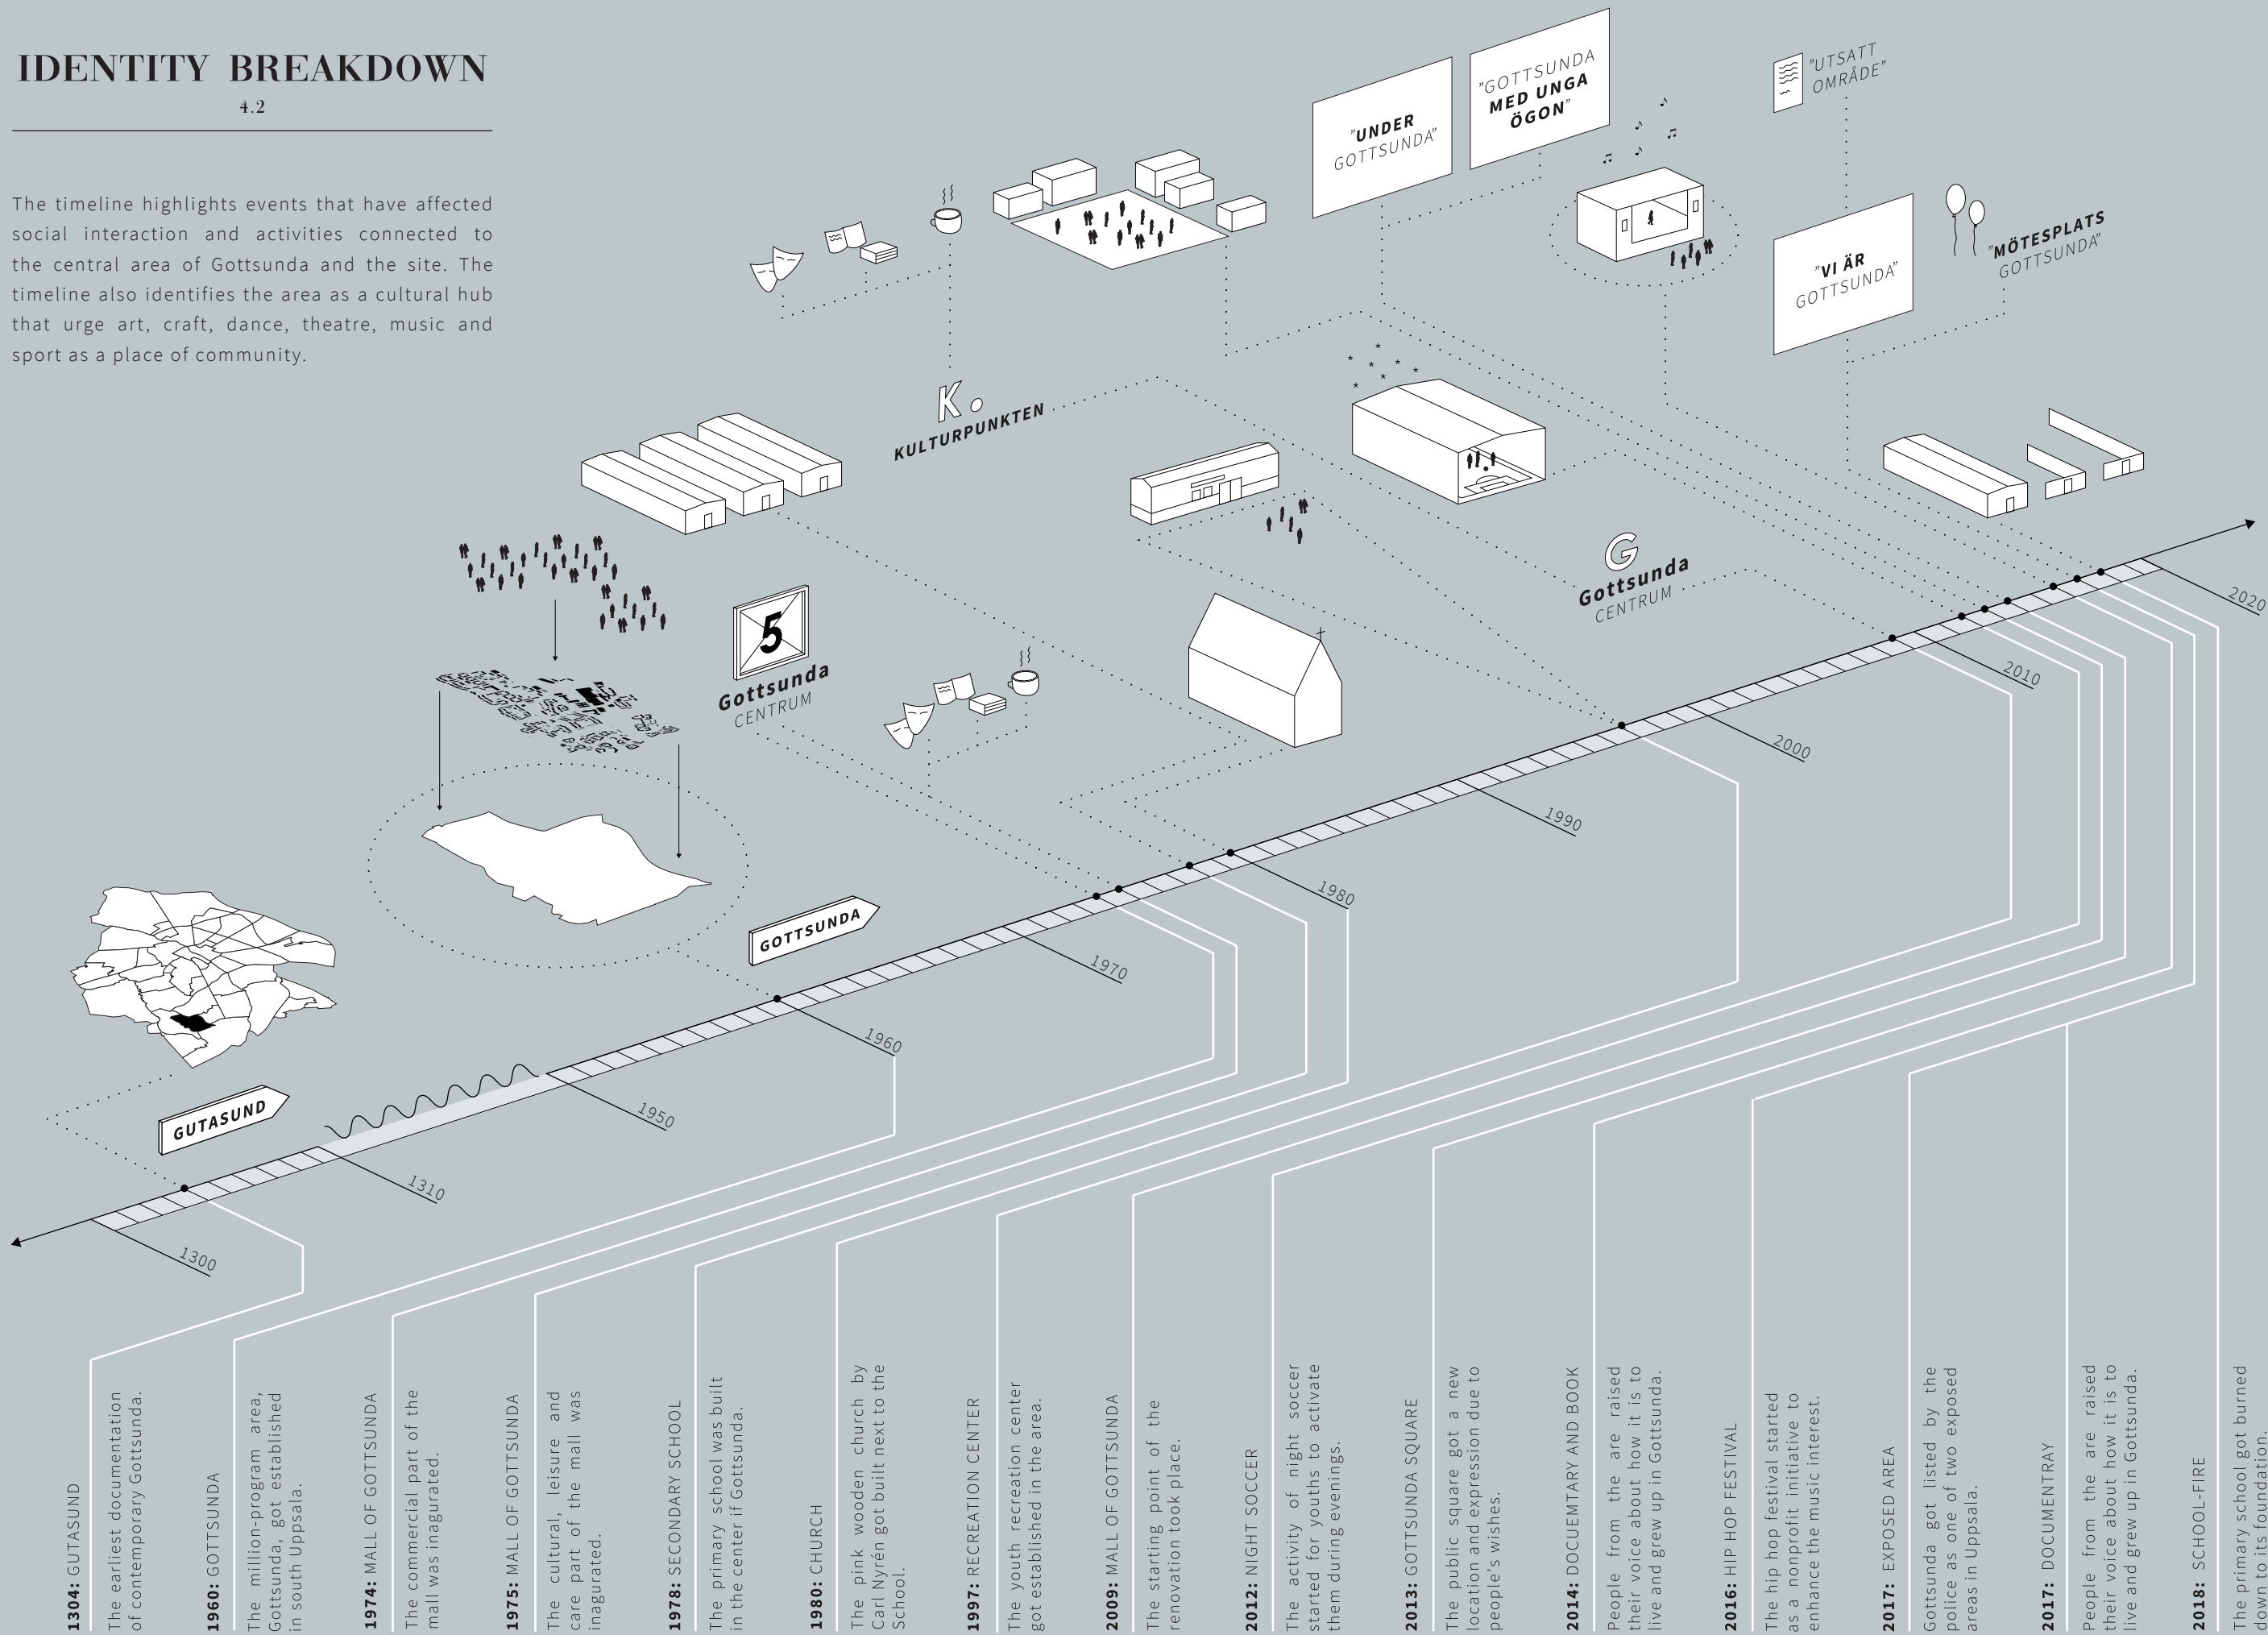 IDENTITY BREAKDOWN
4.2
The timeline highlights events that have affected
social interaction and activities connected to
the central area of Gottsunda and the site. The
timeline also identifies the area as a cultural hub
that urge art, craft, dance, theatre, music and
sport as a place of community.
"UNDER
GOTTSUNDA"
"GOTTSUNDA
MED UNGA
ÖGON"
"UTSATT
OMRÅDE"
"VI ÄR
GOTTSUNDA"
"MÖTESPLATS
GOTTSUNDA"
K.
KULTURPUNKTEN
G
Gottsunda
CENTRUM
5
Gottsunda
CENTRUM
GOTTSUNDA
GUTASUND
1300
1310
1950
1960
1970
1980
1990
2000
2010
2020
1304: GUTASUND
The earliest documentation
of contemporary Gottsunda.
1960: GOTTSUNDA
The million-program area,
Gottsunda, got established
in south Uppsala.
1974: MALL OF GOTTSUNDA
The commercial part of the
mall was inagurated.
1975: MALL OF GOTTSUNDA
The cultural, leisure and
care part of the mall was
inagurated.
1978: SECONDARY SCHOOL
The primary school was built
in the center if Gottsunda.
1980: CHURCH
The pink wooden church by
Carl Nyrén got built next to the
School.
1997: RECREATION CENTER
The youth recreation center
got established in the area.
2009: MALL OF GOTTSUNDA
The starting point of the
renovation took place.
2012: NIGHT SOCCER
The activity of night soccer
started for youths to activate
them during evenings.
2013: GOTTSUNDA SQUARE
The public square got a new
location and expression due to
people's wishes.
2014: DOCUEMTARY AND BOOK
People from the are raised
their voice about how it is to
live and grew up in Gottsunda.
2016: HIP HOP FESTIVAL
The hip hop festival started
as a nonprofit initiative to
enhance the music interest.
2017: EXPOSED AREA
Gottsunda got listed by the
police as one of two exposed
areas in Uppsala.
2017: DOCUMENTRAY
People from the are raised
their voice about how it is to
live and grew up in Gottsunda.
2018: SCHOOL-FIRE
The primary school got burned
down to its foundation.